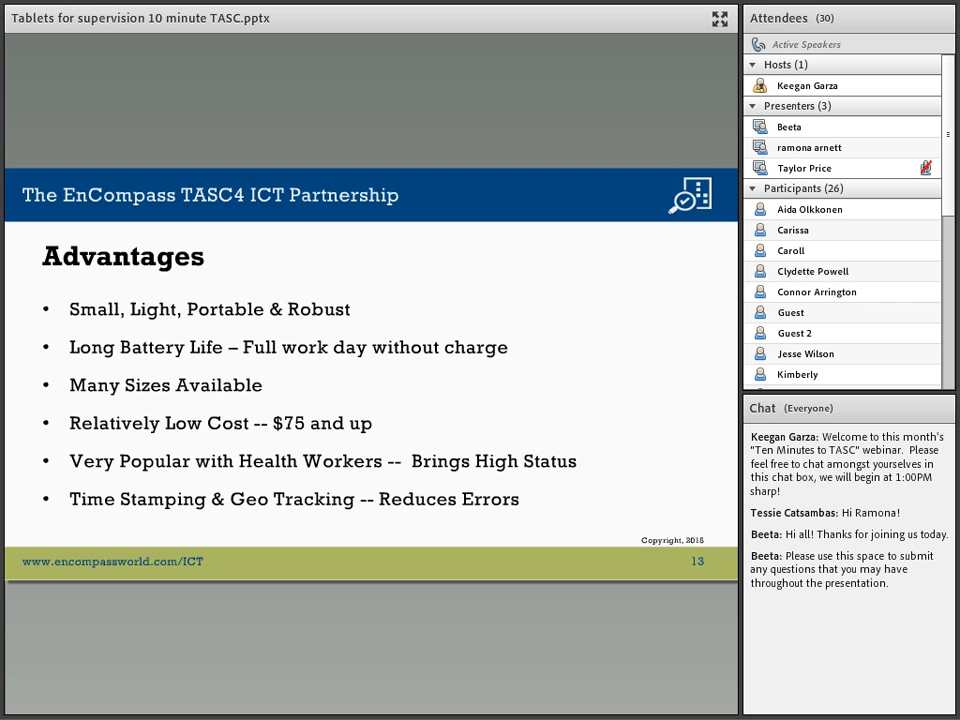 Tablets for supervision 10 minute TASC.pptx
The EnCompass TASC4 ICT Partnership
Advantages
• Small, Light, Portable & Robust
• Long Battery Life – Full work day without charge
• Many Sizes Available
• Relatively Low Cost -- $75 and up
• Very Popular with Health Workers -- Brings High Status
• Time Stamping & Geo Tracking -- Reduces Errors
Copyright, 2015
www.encompassworld.com/ICT 13
Attendees (30)
Active Speakers
Hosts (1)
Keegan Garza
Presenters (3)
Beeta
ramona arnett
Taylor Price
Participants (26)
Aida Olkkonen
Carissa
Caroll
Clydette Powell
Connor Arrington
Guest
Guest 2
Jesse Wilson
Kimberly
Chat (Everyone)
Keegan Garza: Welcome to this month's
"Ten Minutes to TASC" webinar. Please
feel free to chat amongst yourselves in
this chat box, we will begin at 1:00PM
sharp!
Tessie Catsambas: Hi Ramona!
Beeta: Hi all! Thanks for joining us today.
Beeta: Please use this space to submit
any questions that you may have
throughout the presentation.